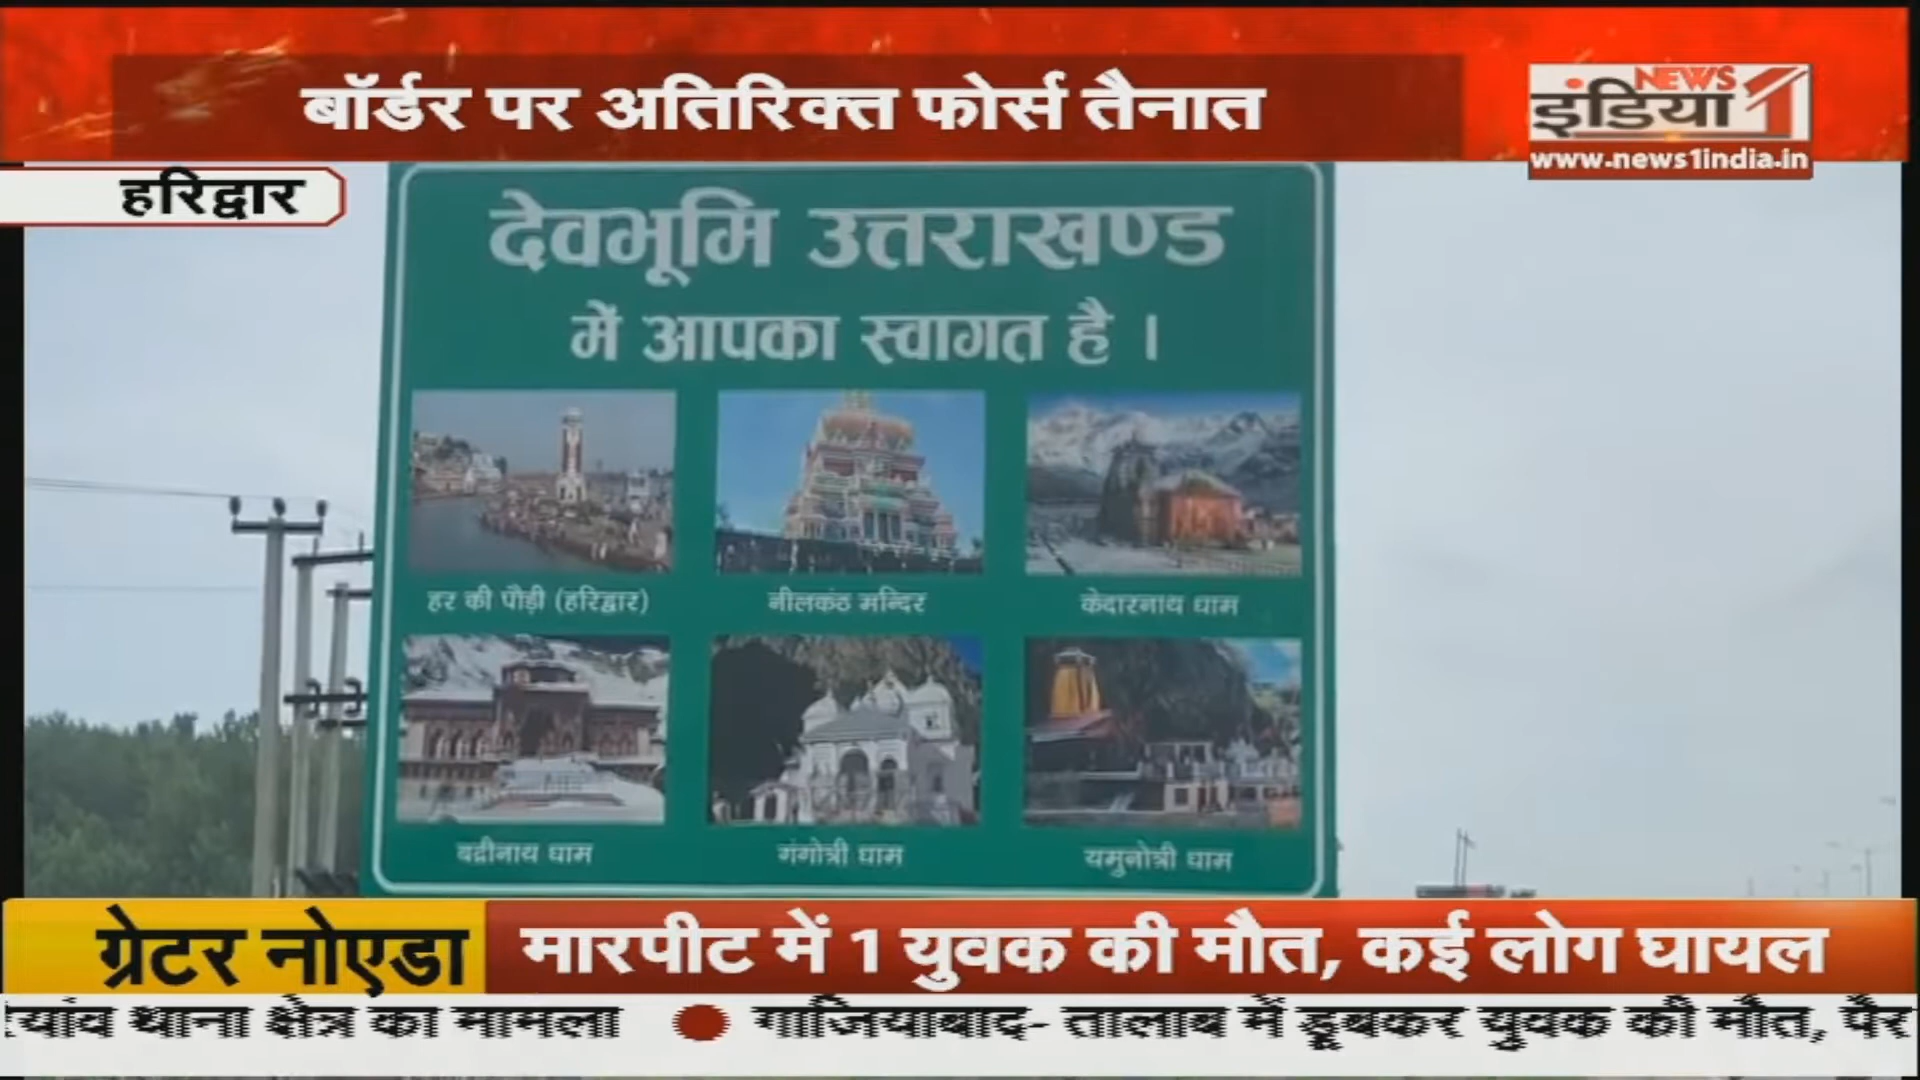 बॉर्डर पर अतिरिक्त फोर्स तैनात
NEWS
इंडिया 1
www.news1india.in
हरिद्वार
देवभूमि उत्तराखण्ड
में आपका स्वागत है ।
हर की पौड़ी (हरिद्वार)
नीलकंठ मन्दिर
केदारनाथ धाम
बद्रीनाथ धाम
गंगोत्री धाम
यमुनोत्री धाम
ग्रेटर नोएडा
मारपीट में 1 युवक की मौत, कई लोग घायल
थाना क्षेत्र का मामला
गाजियाबाद- तालाब में डूबकर युवक की मौत, पैर